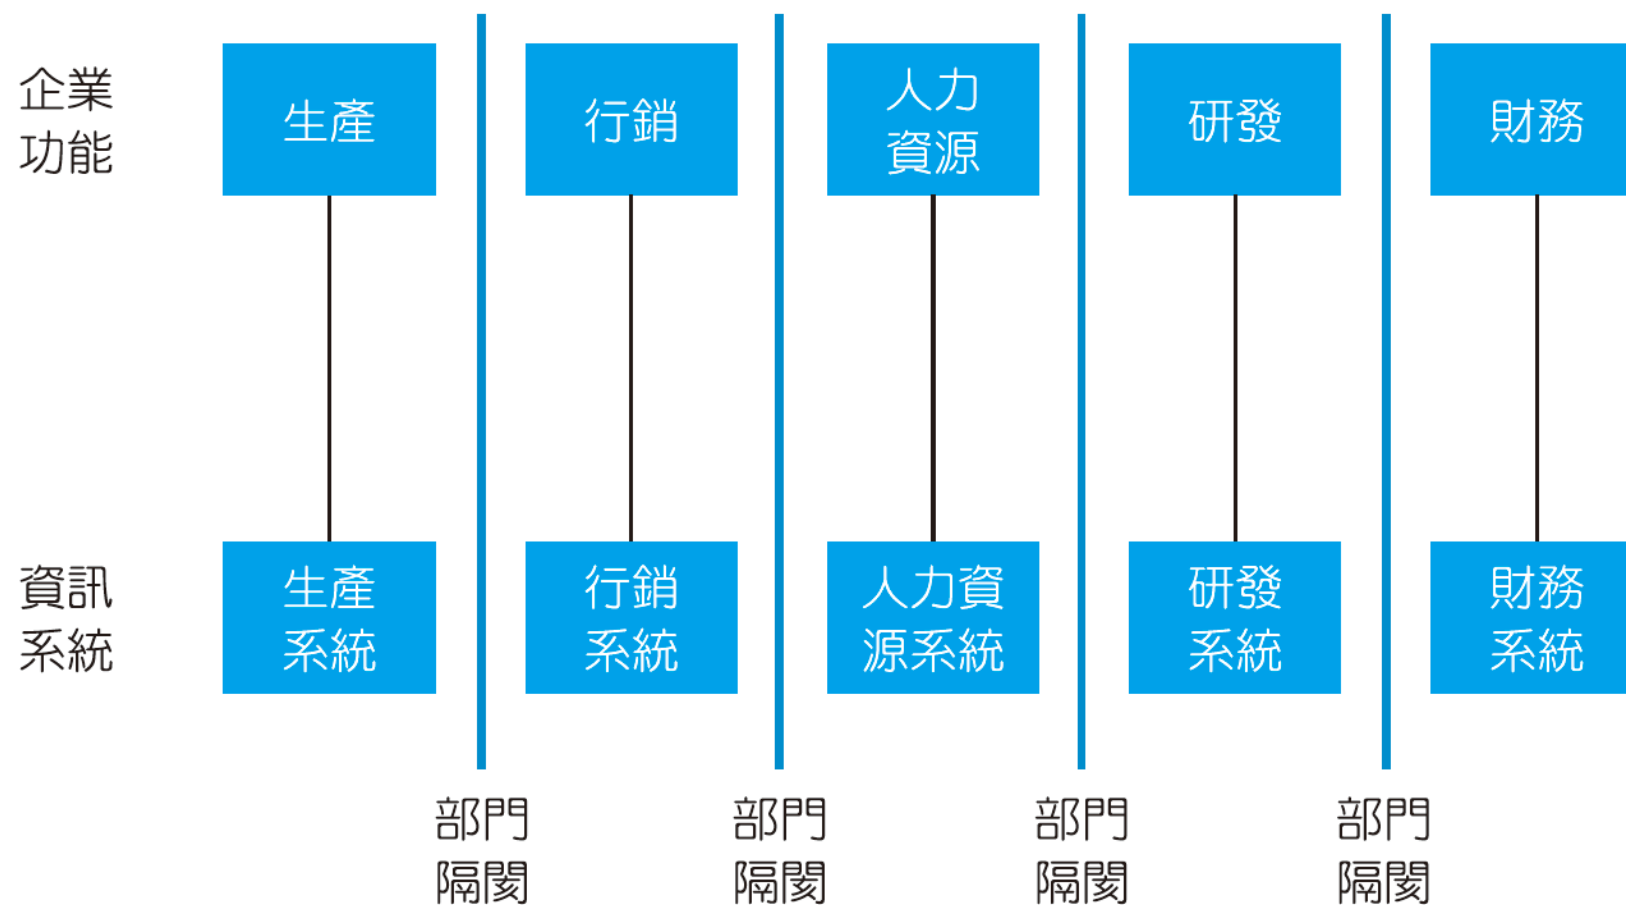 企業
功能
生產
行銷
人力
資源
研發
財務
資訊
系統
生產
系統
行銷
系統
人力資
源系統
研發
系統
財務
系統
部門
隔閡
部門
隔閡
部門
隔閡
部門
隔閡